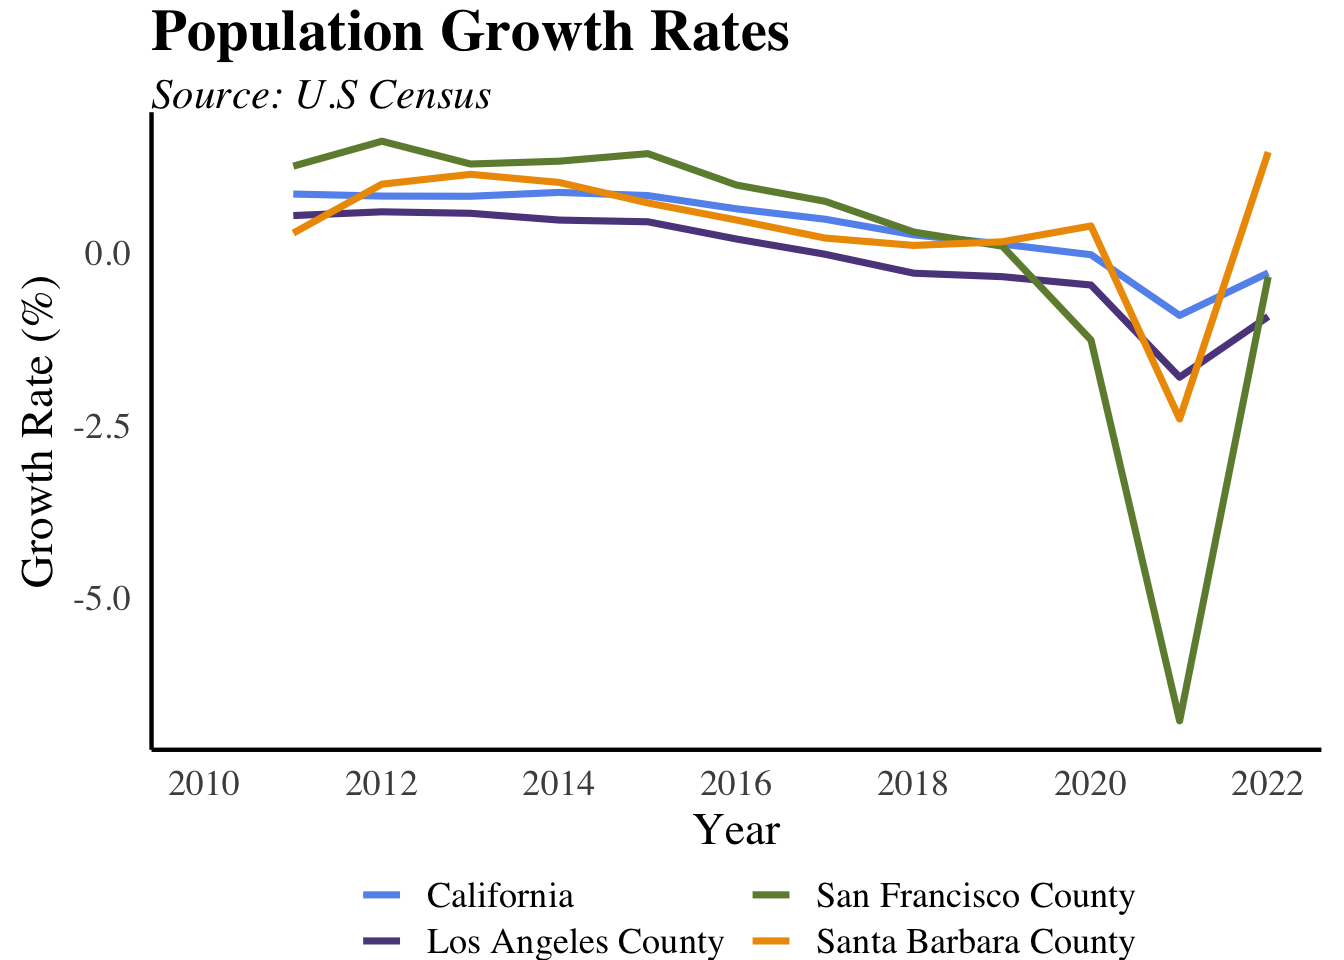 Population Growth Rates
Source: U.S Census
Growth Rate (%)
0.0
-2.5
-5.0
2010 2012 2014 2016 2018 2020 2022
Year
California San Francisco County
Los Angeles County Santa Barbara County